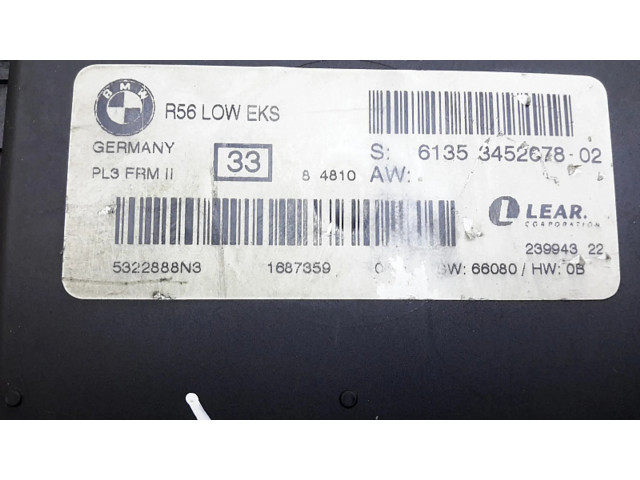 BMW
R56 LOW EKS
GERMANY
PL3 FRM II
33
8 4810
S: 6135 3452678-02
AW:
LEAR.
CORPORATION
239943 22
5322888N3 1687359 SW: 66080 / HW: 0B